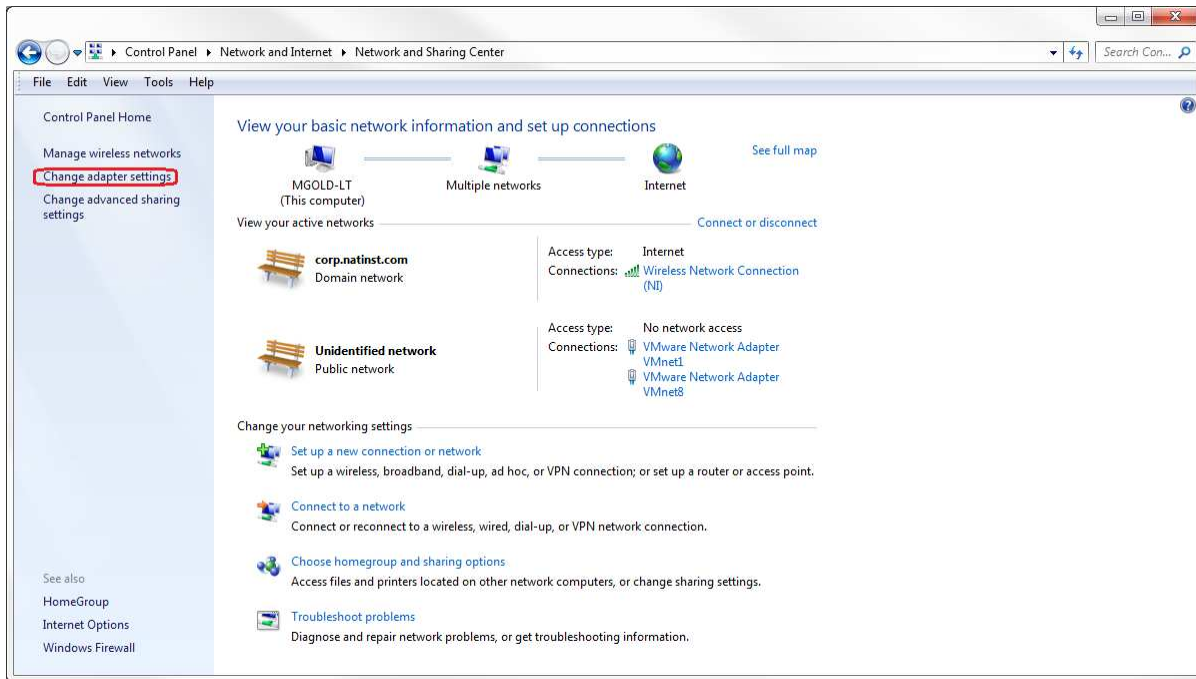 Control Panel ▸ Network and Internet ▸ Network and Sharing Center
Search Con...
File Edit View Tools Help
Control Panel Home
Manage wireless networks
Change adapter settings
Change advanced sharing
settings
See also
HomeGroup
Internet Options
Windows Firewall
View your basic network information and set up connections
See full map
MGOLD-LT
(This computer)
Multiple networks
Internet
View your active networks
Connect or disconnect
corp.natinst.com
Domain network
Access type: Internet
Connections: Wireless Network Connection
(NI)
Unidentified network
Public network
Access type: No network access
Connections: VMware Network Adapter
VMnet1
VMware Network Adapter
VMnet8
Change your networking settings
Set up a new connection or network
Set up a wireless, broadband, dial-up, ad hoc, or VPN connection; or set up a router or access point.
Connect to a network
Connect or reconnect to a wireless, wired, dial-up, or VPN network connection.
Choose homegroup and sharing options
Access files and printers located on other network computers, or change sharing settings.
Troubleshoot problems
Diagnose and repair network problems, or get troubleshooting information.